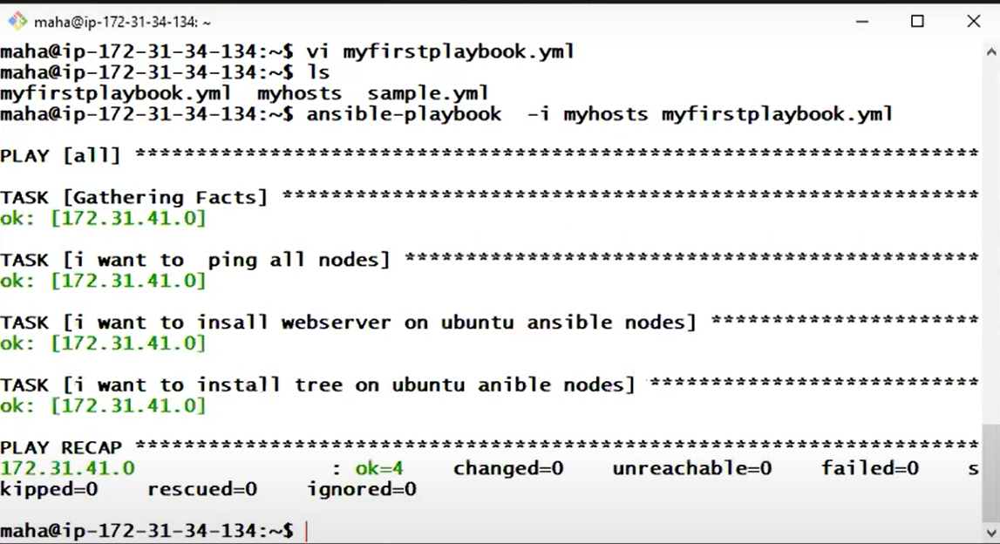 maha@ip-172-31-34-134: ~
maha@ip-172-31-34-134:~$ vi myfirstplaybook.yml
maha@ip-172-31-34-134:~$ ls
myfirstplaybook.yml  myhosts  sample.yml
maha@ip-172-31-34-134:~$ ansible-playbook  -i myhosts myfirstplaybook.yml
PLAY [all] *********************************************************************
TASK [Gathering Facts] *********************************************************
ok: [172.31.41.0]
TASK [i want to  ping all nodes] ***********************************************
ok: [172.31.41.0]
TASK [i want to insall webserver on ubuntu ansible nodes] **********************
ok: [172.31.41.0]
TASK [i want to install tree on ubuntu anible nodes] ***************************
ok: [172.31.41.0]
PLAY RECAP *********************************************************************
172.31.41.0                : ok=4    changed=0    unreachable=0    failed=0    s
kipped=0    rescued=0    ignored=0
maha@ip-172-31-34-134:~$